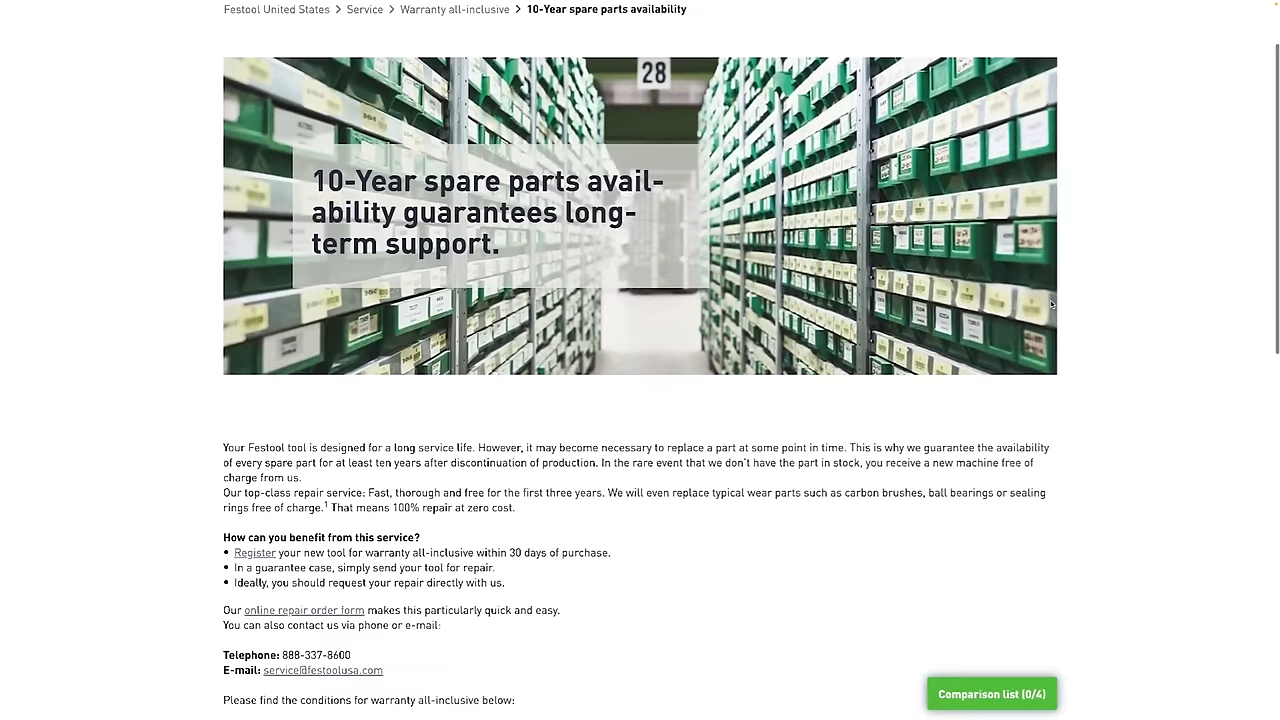 Festool United States > Service > Warranty all-inclusive > 10-Year spare parts availability
28
10-Year spare parts avail-
ability guarantees long-
term support.
Your Festool tool is designed for a long service life. However, it may become necessary to replace a part at some point in time. This is why we guarantee the availability
of every spare part for at least ten years after discontinuation of production. In the rare event that we don't have the part in stock, you receive a new machine free of
charge from us.
Our top-class repair service: Fast, thorough and free for the first three years. We will even replace typical wear parts such as carbon brushes, ball bearings or sealing
rings free of charge.¹ That means 100% repair at zero cost.
How can you benefit from this service?
• Register your new tool for warranty all-inclusive within 30 days of purchase.
• In a guarantee case, simply send your tool for repair.
• Ideally, you should request your repair directly with us.
Our online repair order form makes this particularly quick and easy.
You can also contact us via phone or e-mail:
Telephone: 888-337-8600
E-mail: service@festoolusa.com
Please find the conditions for warranty all-inclusive below:
Comparison list (0/4)